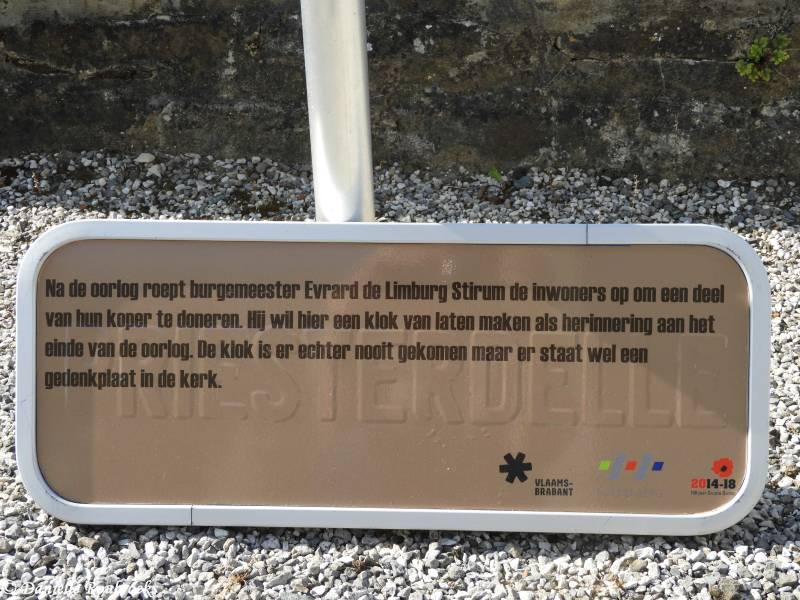 Na de oorlog roept burgemeester Evrard de Limburg Stirum de inwoners op om een deel
van hun koper te doneren. Hij wil hier een klok van laten maken als herinnering aan het
einde van de oorlog. De klok is er echter nooit gekomen maar er staat wel een
gedenkplaat in de kerk.
RIESTERDELLE
VLAAMS-
BRABANT
2014-18